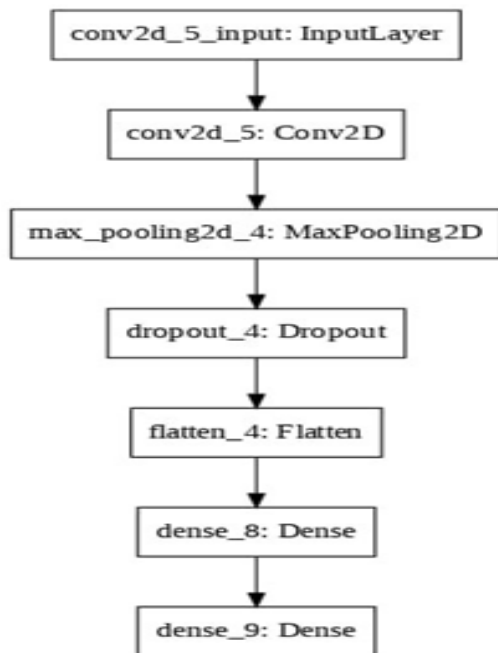 conv2d_5_input: InputLayer
conv2d_5: Conv2D
max_pooling2d_4: MaxPooling2D
dropout_4: Dropout
flatten_4: Flatten
dense_8: Dense
dense_9: Dense